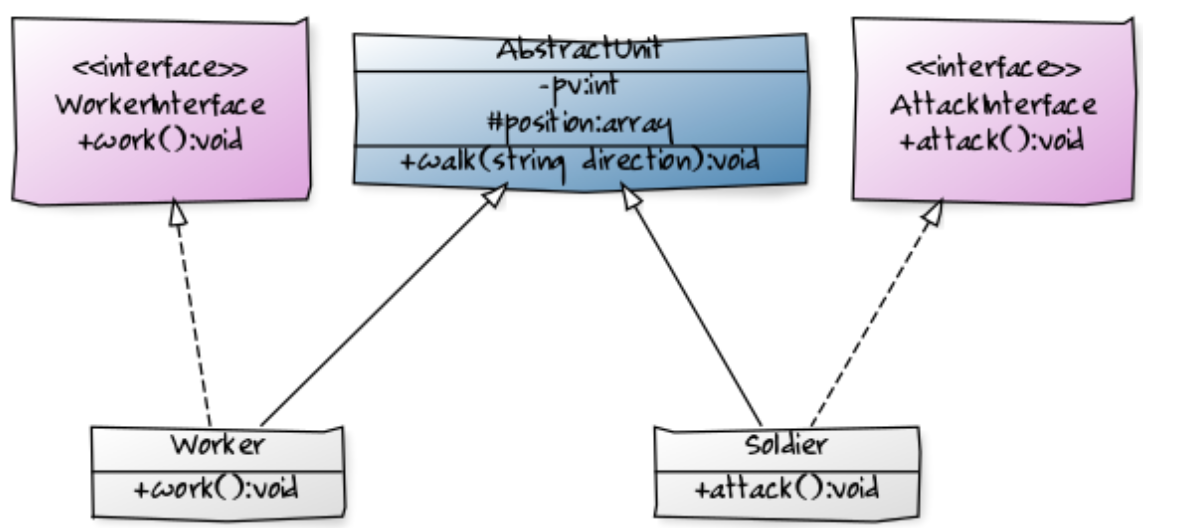 <<interface>>
WorkerInterface
+work():void
AbstractUnit
-pv:int
#position:array
+walk(string direction):void
<<interface>>
AttackInterface
+attack():void
Worker
+work():void
Soldier
+attack():void